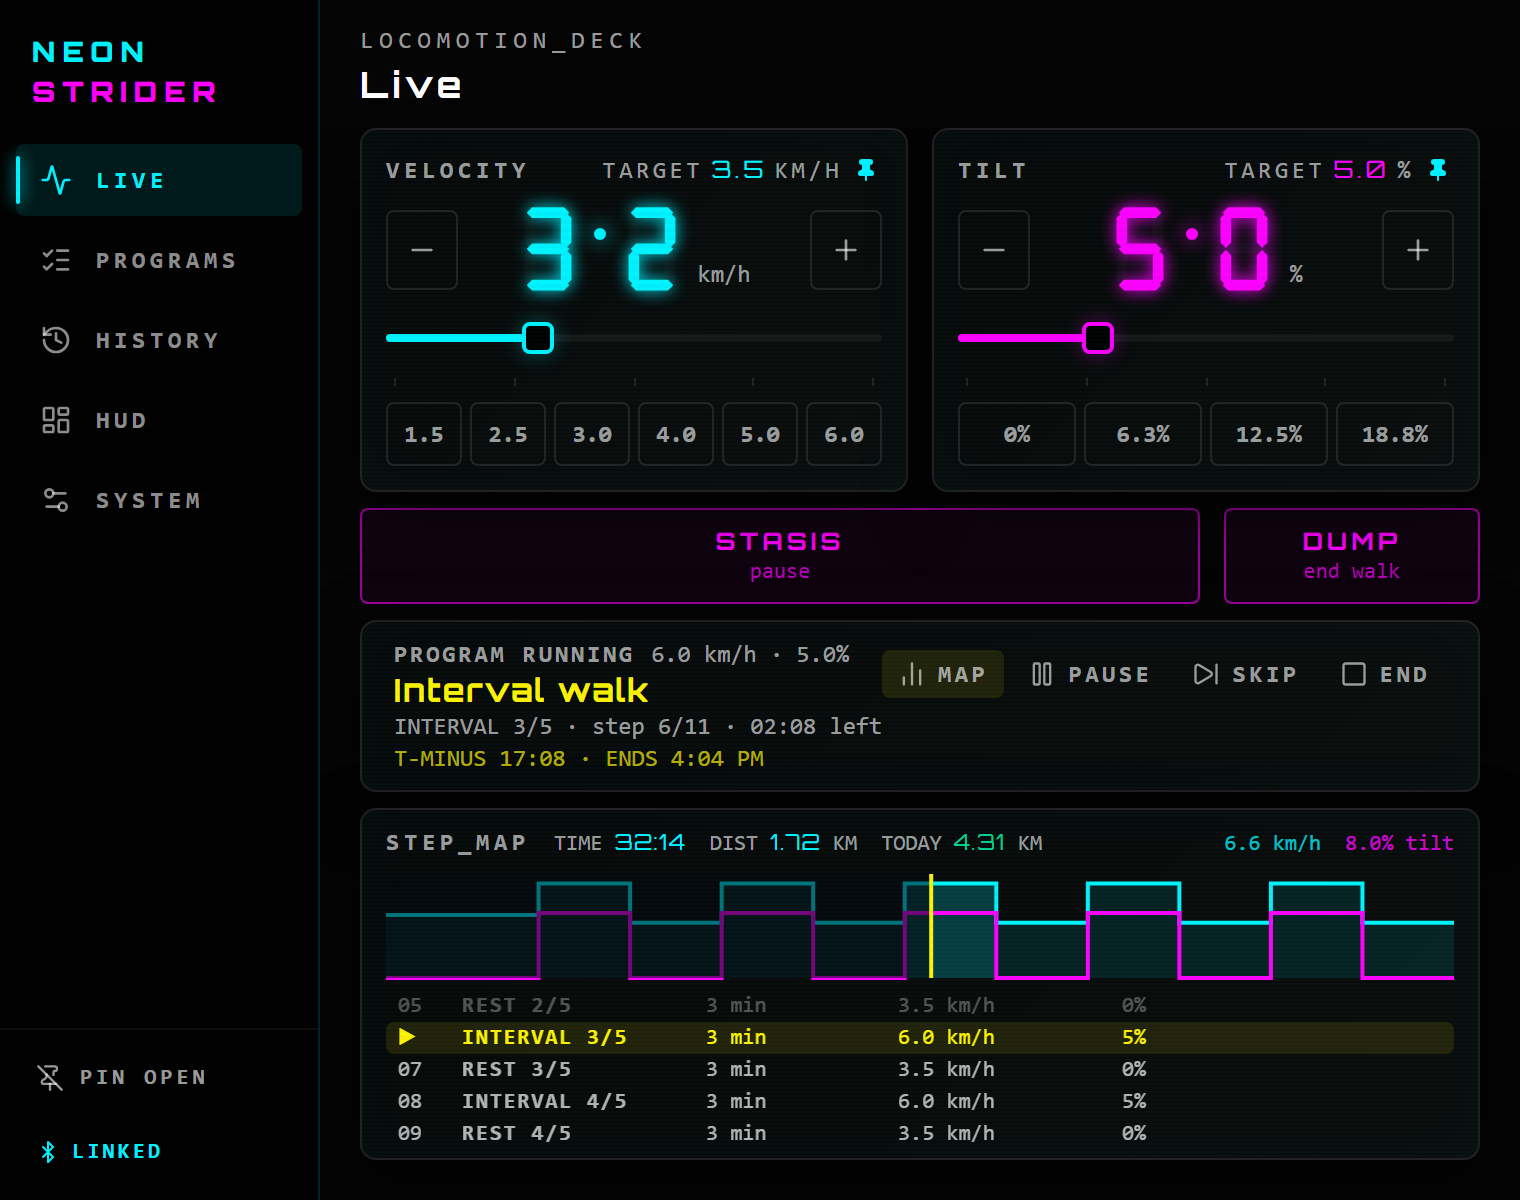 NEON
STRIDER
LIVE
PROGRAMS
HISTORY
HUD
SYSTEM
PIN OPEN
LINKED
LOCOMOTION_DECK
Live
VELOCITY TARGET 3.5 KM/H
− 3.2 km/h +
1.5 2.5 3.0 4.0 5.0 6.0
TILT TARGET 5.0 %
− 5.0 % +
0% 6.3% 12.5% 18.8%
STASIS
pause
DUMP
end walk
PROGRAM RUNNING 6.0 km/h · 5.0%
Interval walk
INTERVAL 3/5 · step 6/11 · 02:08 left
T-MINUS 17:08 · ENDS 4:04 PM
MAP PAUSE SKIP END
STEP_MAP TIME 32:14 DIST 1.72 KM TODAY 4.31 KM 6.6 km/h 8.0% tilt
05 REST 2/5 3 min 3.5 km/h 0%
INTERVAL 3/5 3 min 6.0 km/h 5%
07 REST 3/5 3 min 3.5 km/h 0%
08 INTERVAL 4/5 3 min 6.0 km/h 5%
09 REST 4/5 3 min 3.5 km/h 0%